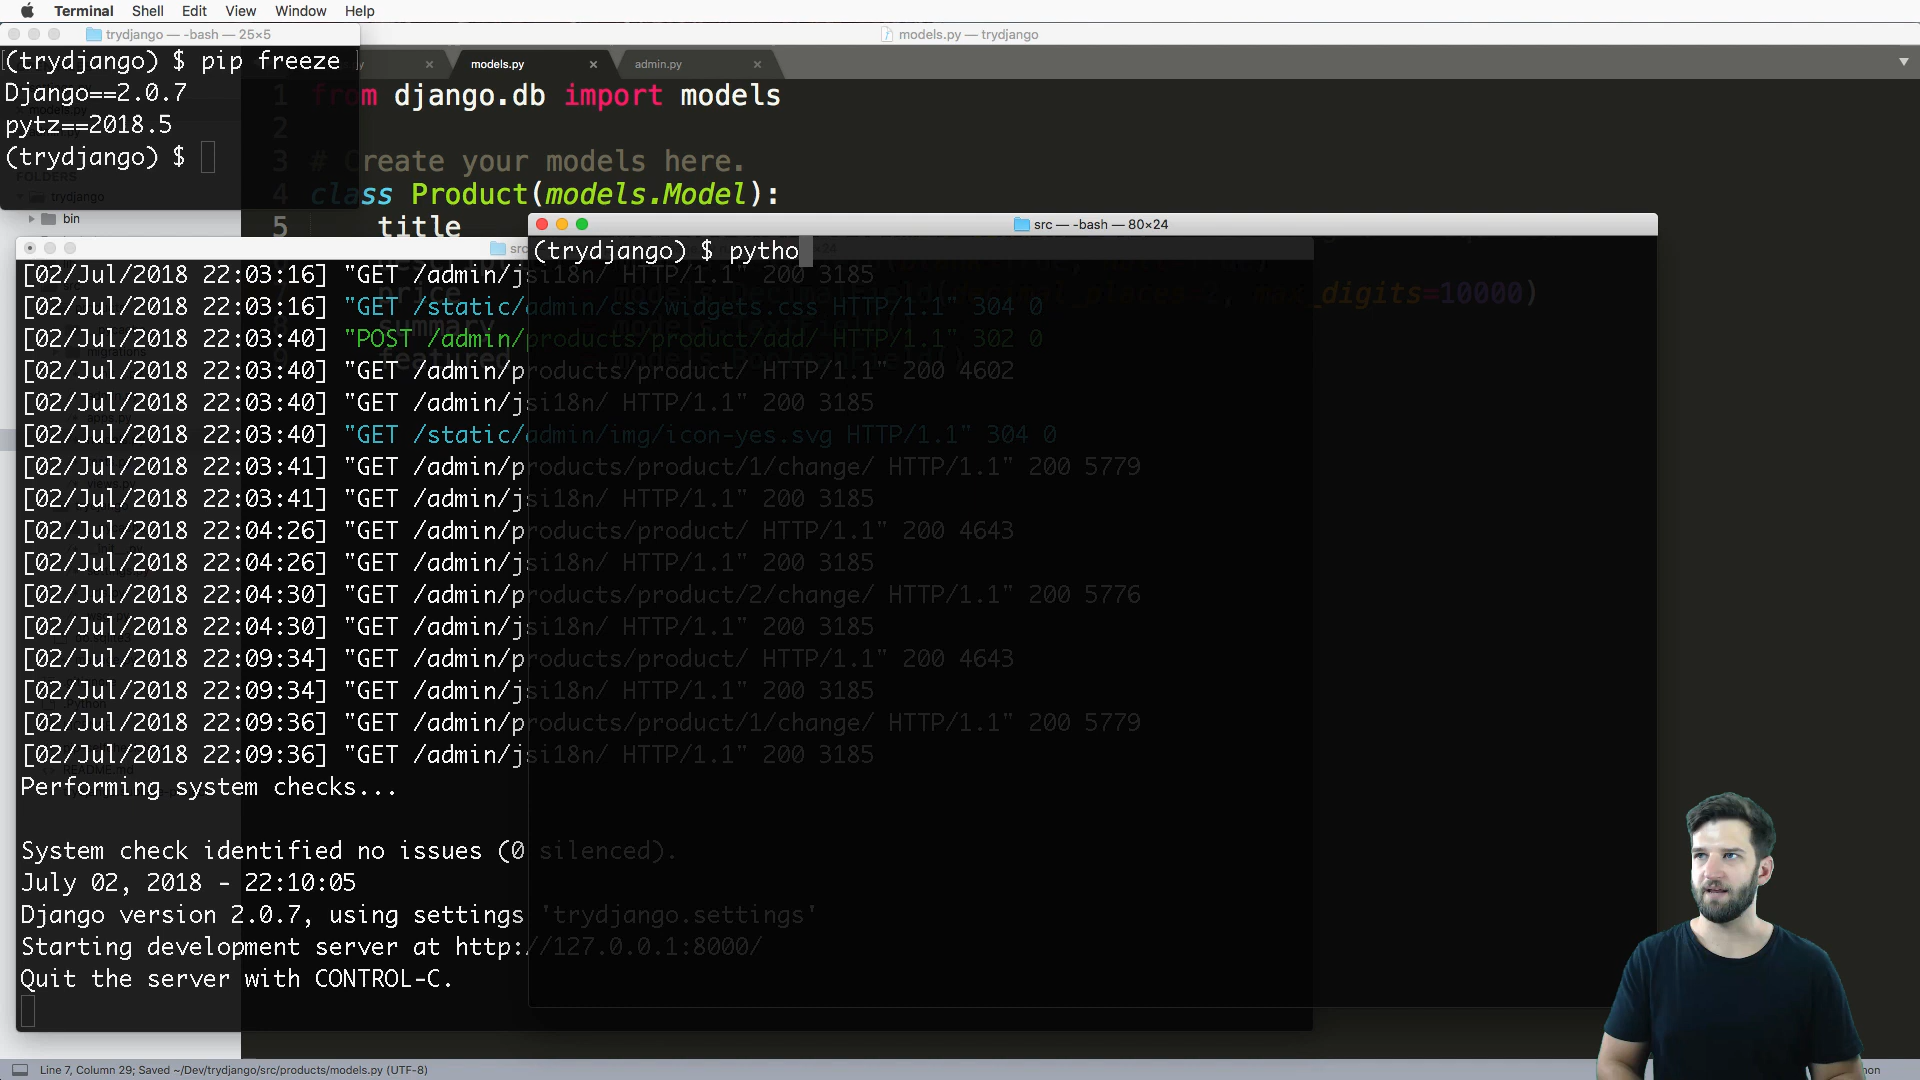 Terminal Shell Edit View Window Help
trydjango — -bash — 25×5
(trydjango) $ pip freeze
Django==2.0.7
pytz==2018.5
(trydjango) $
models.py — trydjango
models.py
admin.py
1 from django.db import models
2
3 # Create your models here.
4 class Product(models.Model):
5 title
price
digits=10000)
summary
featured
FOLDERS
trydjango
bin
src — -bash — 80×24
(trydjango) $ pytho
[02/Jul/2018 22:03:16] "GET /admin/jsi18n/ HTTP/1.1" 200 3185
[02/Jul/2018 22:03:16] "GET /static/admin/css/widgets.css HTTP/1.1" 304 0
[02/Jul/2018 22:03:40] "POST /admin/products/product/add/ HTTP/1.1" 302 0
[02/Jul/2018 22:03:40] "GET /admin/products/product/ HTTP/1.1" 200 4602
[02/Jul/2018 22:03:40] "GET /admin/jsi18n/ HTTP/1.1" 200 3185
[02/Jul/2018 22:03:40] "GET /static/admin/img/icon-yes.svg HTTP/1.1" 304 0
[02/Jul/2018 22:03:41] "GET /admin/products/product/1/change/ HTTP/1.1" 200 5779
[02/Jul/2018 22:03:41] "GET /admin/jsi18n/ HTTP/1.1" 200 3185
[02/Jul/2018 22:04:26] "GET /admin/products/product/ HTTP/1.1" 200 4643
[02/Jul/2018 22:04:26] "GET /admin/jsi18n/ HTTP/1.1" 200 3185
[02/Jul/2018 22:04:30] "GET /admin/products/product/2/change/ HTTP/1.1" 200 5776
[02/Jul/2018 22:04:30] "GET /admin/jsi18n/ HTTP/1.1" 200 3185
[02/Jul/2018 22:09:34] "GET /admin/products/product/ HTTP/1.1" 200 4643
[02/Jul/2018 22:09:34] "GET /admin/jsi18n/ HTTP/1.1" 200 3185
[02/Jul/2018 22:09:36] "GET /admin/products/product/1/change/ HTTP/1.1" 200 5779
[02/Jul/2018 22:09:36] "GET /admin/jsi18n/ HTTP/1.1" 200 3185
Performing system checks...
System check identified no issues (0 silenced).
July 02, 2018 - 22:10:05
Django version 2.0.7, using settings 'trydjango.settings'
Starting development server at http://127.0.0.1:8000/
Quit the server with CONTROL-C.
Line 7, Column 29; Saved ~/Dev/trydjango/src/products/models.py (UTF-8)